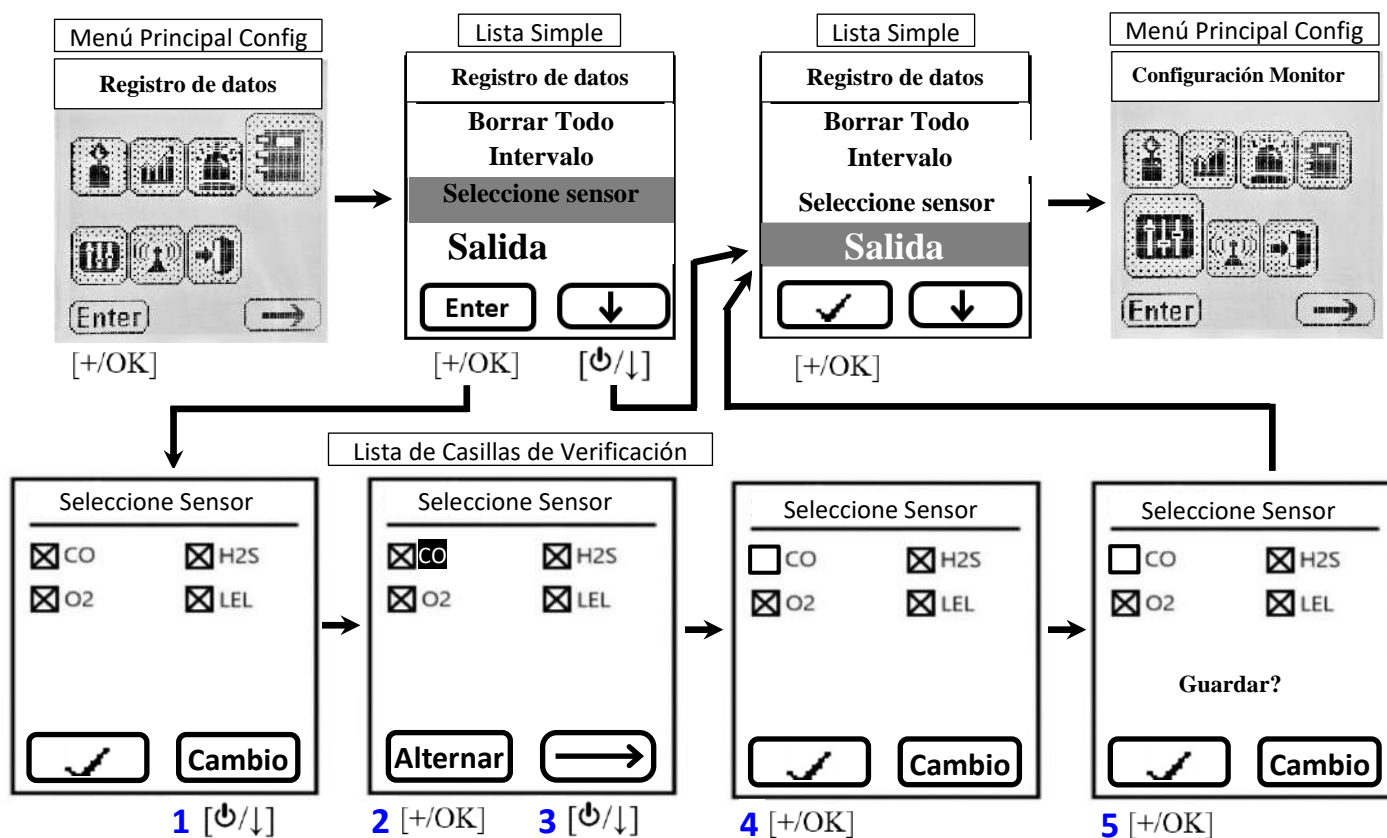 Menú Principal Config
Registro de datos
Enter
[+/OK]
Lista Simple
Registro de datos
Borrar Todo
Intervalo
Seleccione sensor
Salida
Enter
↓
[+/OK]
[⏻/↓]
Lista Simple
Registro de datos
Borrar Todo
Intervalo
Seleccione sensor
Salida
✓
↓
[+/OK]
Menú Principal Config
Configuración Monitor
Enter
Lista de Casillas de Verificación
Seleccione Sensor
☒ CO ☒ H2S
☒ O2 ☒ LEL
✓ Cambio
1 [⏻/↓]
Seleccione Sensor
☒ CO ☒ H2S
☒ O2 ☒ LEL
Alternar →
2 [+/OK] 3 [⏻/↓]
Seleccione Sensor
☐ CO ☒ H2S
☒ O2 ☒ LEL
✓ Cambio
4 [+/OK]
Seleccione Sensor
☐ CO ☒ H2S
☒ O2 ☒ LEL
Guardar?
✓ Cambio
5 [+/OK]